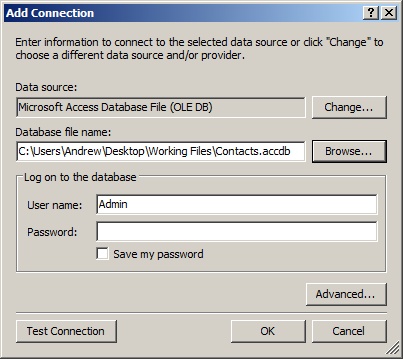 Add Connection
Enter information to connect to the selected data source or click "Change" to
choose a different data source and/or provider.
Data source:
Microsoft Access Database File (OLE DB)
Change...
Database file name:
C:\Users\Andrew\Desktop\Working Files\Contacts.accdb
Browse...
Log on to the database
User name:
Admin
Password:
Save my password
Advanced...
Test Connection
OK
Cancel